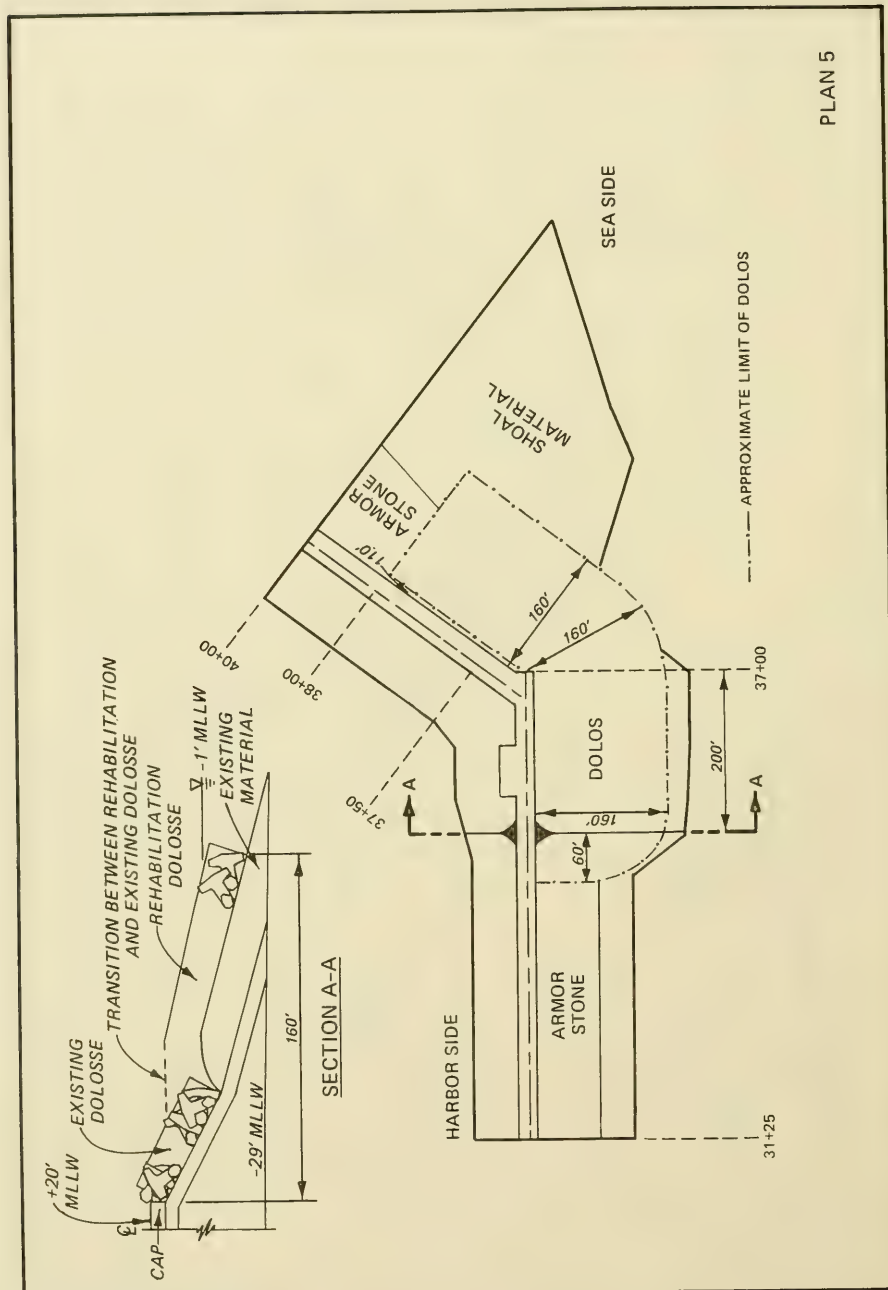 PLAN 5
+20'
MLLW
EXISTING
DOLOSSE
TRANSITION BETWEEN REHABILITATION
AND EXISTING DOLOSSE
REHABILITATION
DOLOSSE
-1' MLLW
EXISTING
MATERIAL
℄
CAP
-29' MLLW
160'
SECTION A-A
HARBOR SIDE
SEA SIDE
40+00
38+00
37+50
110'
ARMOR
STONE
SHOAL
MATERIAL
160'
160'
A
A
DOLOS
160'
60'
200'
37+00
ARMOR
STONE
31+25
APPROXIMATE LIMIT OF DOLOS